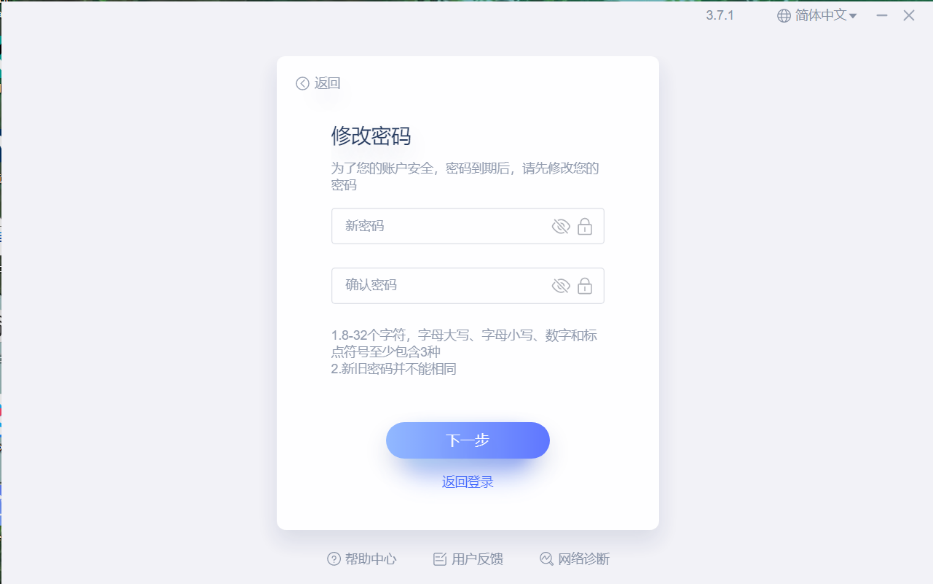 3.7.1 简体中文
返回
修改密码
为了您的账户安全，密码到期后，请先修改您的
密码
新密码
确认密码
1.8-32个字符，字母大写、字母小写、数字和标
点符号至少包含3种
2.新旧密码并不能相同
下一步
返回登录
帮助中心 用户反馈 网络诊断